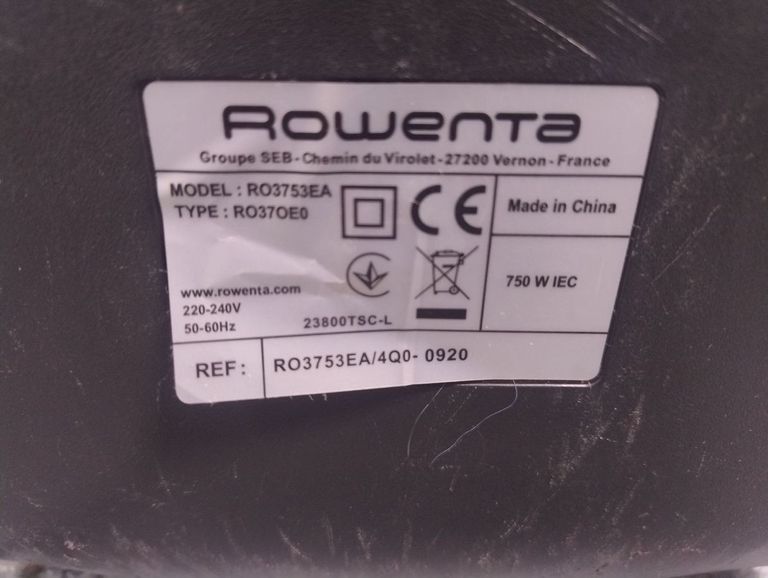 Rowenta
Groupe SEB - Chemin du Virolet - 27200 Vernon - France
MODEL : RO3753EA
TYPE : RO37OE0
CE
Made in China
www.rowenta.com
220-240V
50-60Hz
23800TSC-L
750 W IEC
REF :
RO3753EA/4Q0- 0920